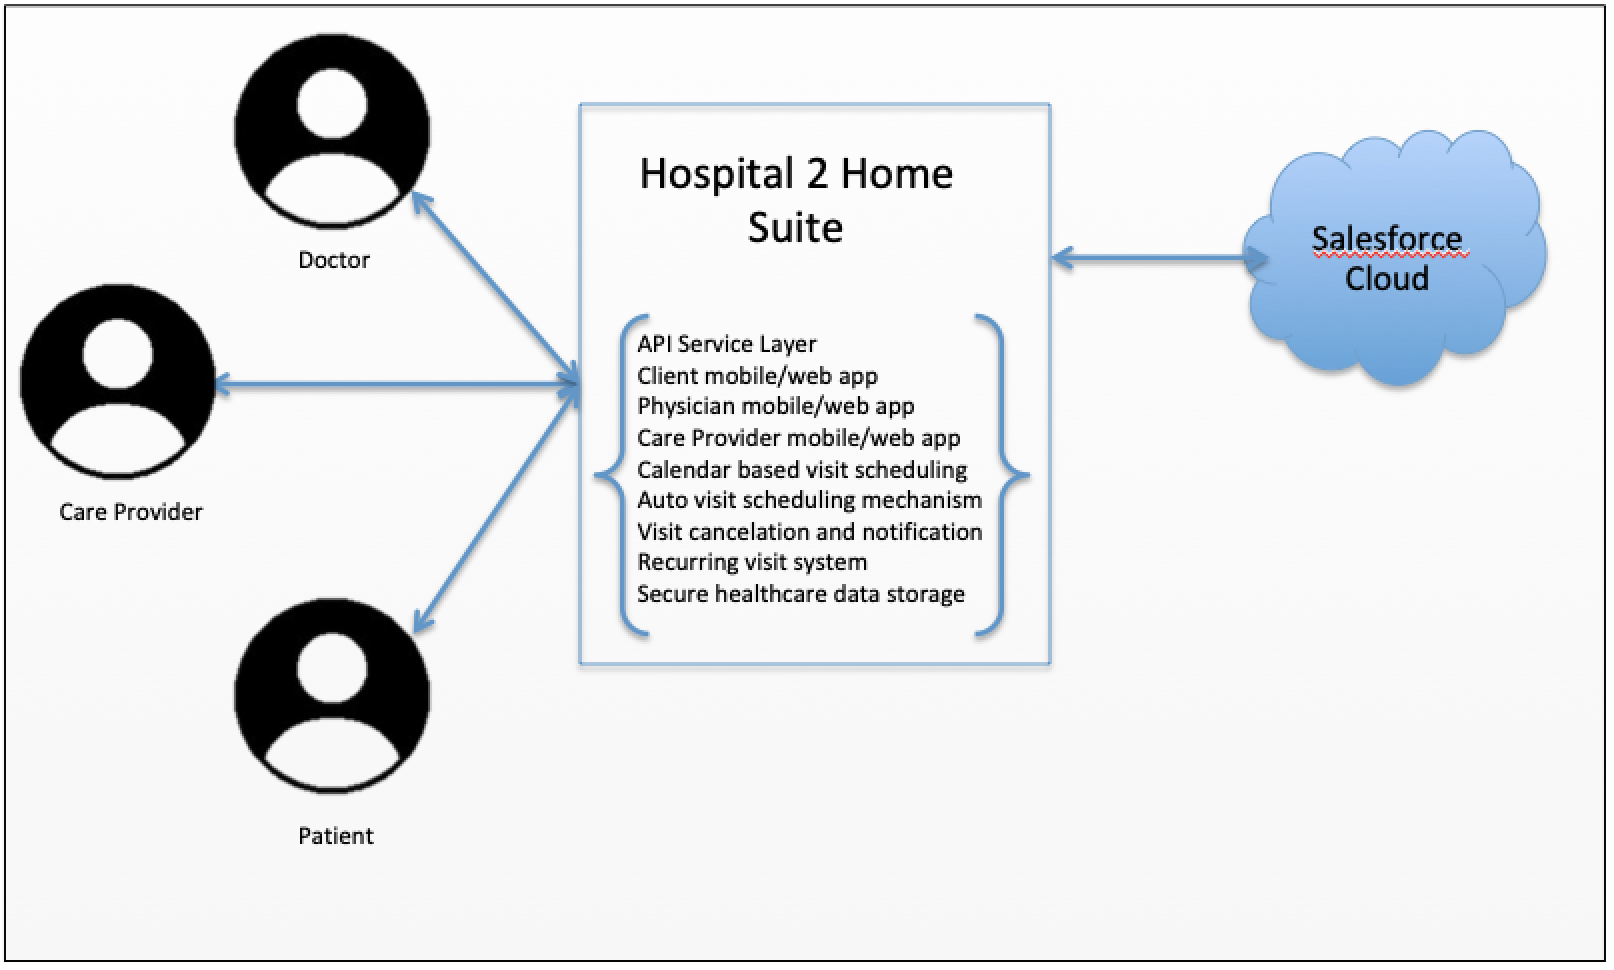 Doctor
Care Provider
Patient
Hospital 2 Home
Suite
API Service Layer
Client mobile/web app
Physician mobile/web app
Care Provider mobile/web app
Calendar based visit scheduling
Auto visit scheduling mechanism
Visit cancelation and notification
Recurring visit system
Secure healthcare data storage
Salesforce
Cloud